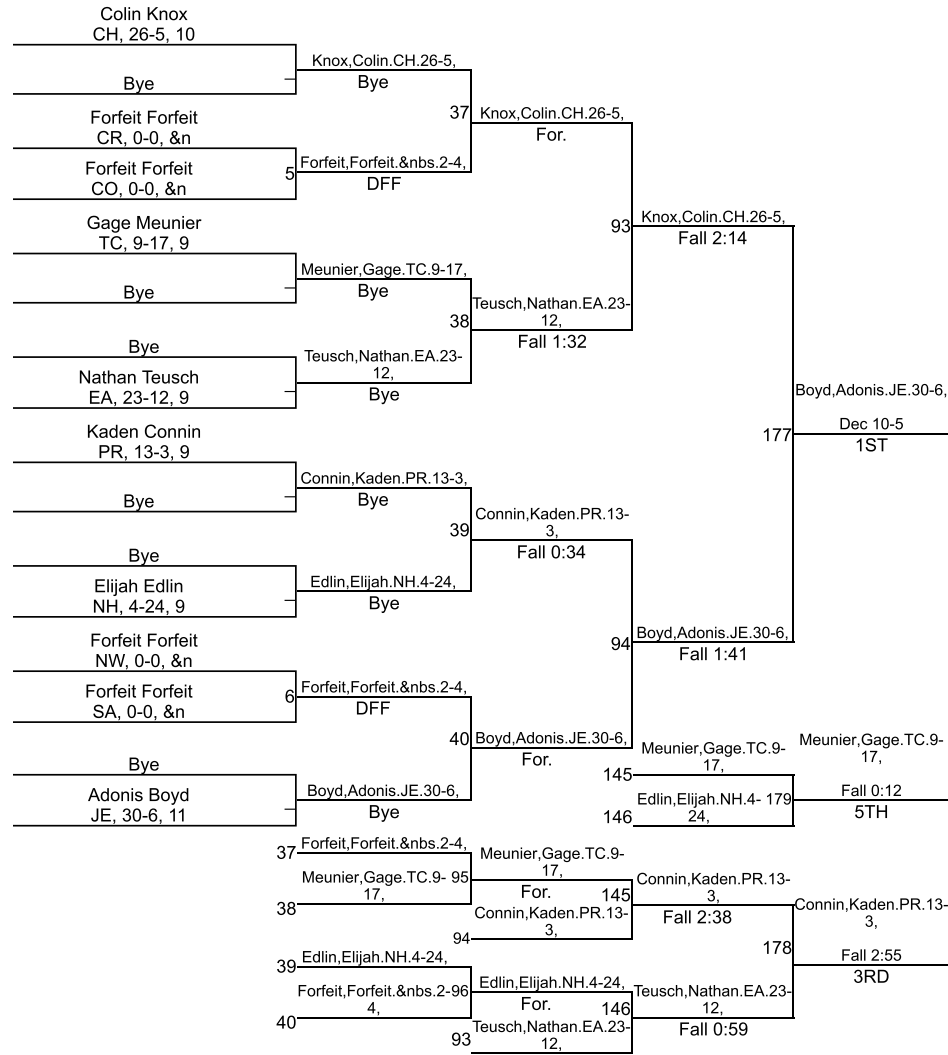 Colin Knox
CH, 26-5, 10
Knox,Colin.CH.26-5,
Bye
Bye
37
Knox,Colin.CH.26-5,
For.
Forfeit Forfeit
CR, 0-0, &n
Forfeit Forfeit
CO, 0-0, &n
5
Forfeit,Forfeit.&nbs.2-4,
DFF
93
Knox,Colin.CH.26-5,
Fall 2:14
Gage Meunier
TC, 9-17, 9
Meunier,Gage.TC.9-17,
Bye
Bye
38
Teusch,Nathan.EA.23-
12,
Fall 1:32
Bye
Nathan Teusch
EA, 23-12, 9
Teusch,Nathan.EA.23-
12,
Bye
177
Boyd,Adonis.JE.30-6,
Dec 10-5
1ST
Kaden Connin
PR, 13-3, 9
Connin,Kaden.PR.13-3,
Bye
Bye
39
Connin,Kaden.PR.13-
3,
Fall 0:34
Bye
Elijah Edlin
NH, 4-24, 9
Edlin,Elijah.NH.4-24,
Bye
94
Boyd,Adonis.JE.30-6,
Fall 1:41
Forfeit Forfeit
NW, 0-0, &n
Forfeit Forfeit
SA, 0-0, &n
6
Forfeit,Forfeit.&nbs.2-4,
DFF
40
Boyd,Adonis.JE.30-6,
For.
Bye
Adonis Boyd
JE, 30-6, 11
Boyd,Adonis.JE.30-6,
Bye
145
Meunier,Gage.TC.9-
17,
146
Edlin,Elijah.NH.4-
24,
179
Meunier,Gage.TC.9-
17,
Fall 0:12
5TH
37
Forfeit,Forfeit.&nbs.2-4,
38
Meunier,Gage.TC.9-
17,
95
Meunier,Gage.TC.9-
17,
For.
94
Connin,Kaden.PR.13-
3,
145
Connin,Kaden.PR.13-
3,
Fall 2:38
178
Connin,Kaden.PR.13-
3,
Fall 2:55
3RD
39
Edlin,Elijah.NH.4-24,
40
Forfeit,Forfeit.&nbs.2-
4,
96
Edlin,Elijah.NH.4-24,
For.
93
Teusch,Nathan.EA.23-
12,
146
Teusch,Nathan.EA.23-
12,
Fall 0:59